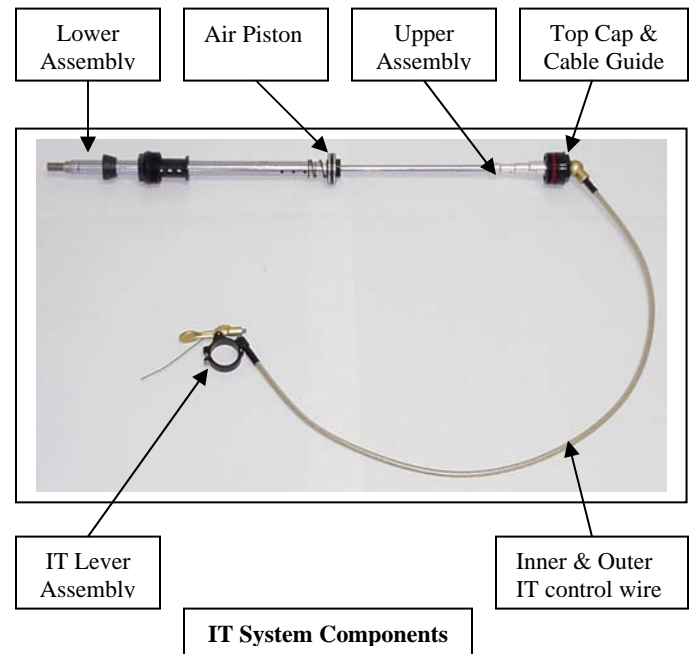 Lower
Assembly
Air Piston
Upper
Assembly
Top Cap &
Cable Guide
IT Lever
Assembly
Inner & Outer
IT control wire
IT System Components